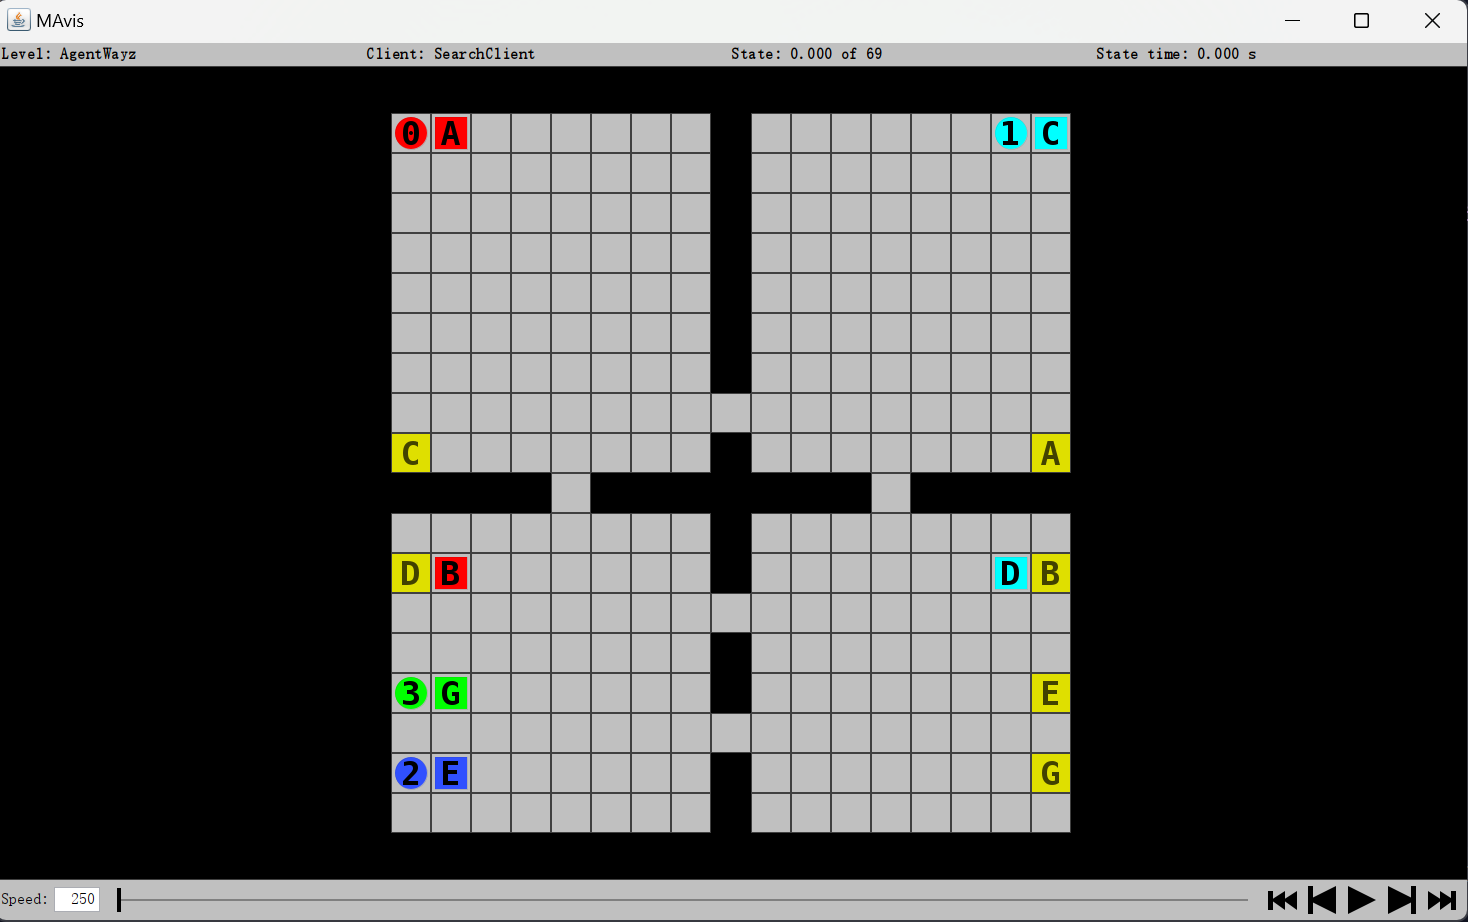 MAvis
Level: AgentWayz Client: SearchClient State: 0.000 of 69 State time: 0.000 s
0 A 1 C
C A
D B D B
3 G E
2 E G
Speed: 250